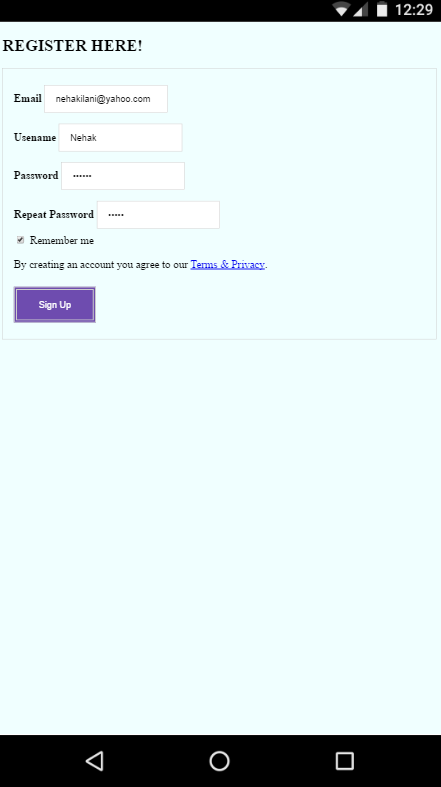 12:29
REGISTER HERE!
Email nehakilani@yahoo.com
Usename Nehak
Password ••••••
Repeat Password •••••
Remember me
By creating an account you agree to our Terms & Privacy.
Sign Up